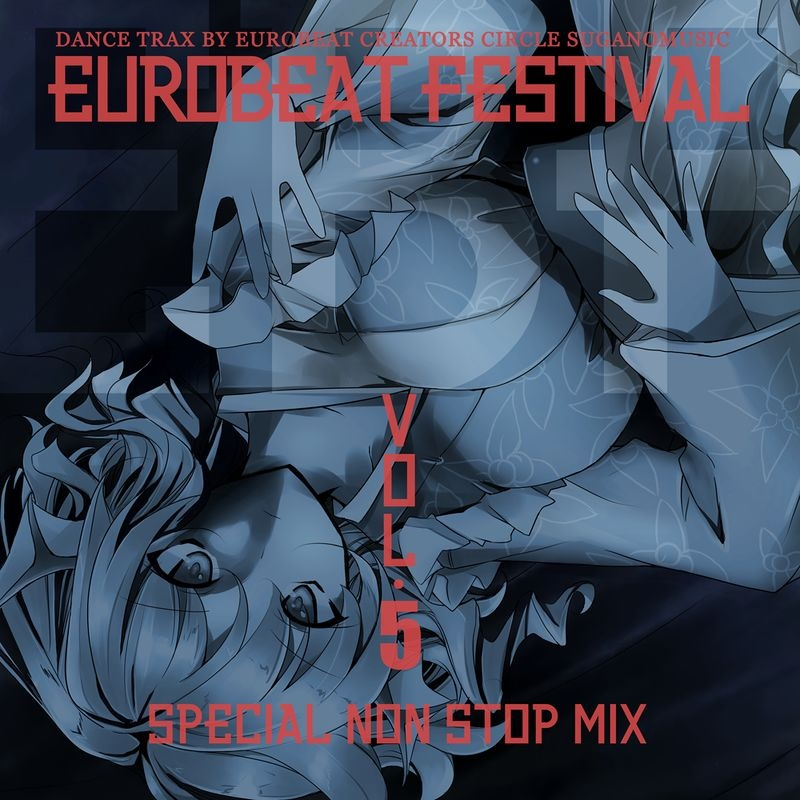 DANCE TRAX BY EUROBEAT CREATORS CIRCLE SUGANOMUSIC
EUROBEAT FESTIVAL
VOL.5
SPECIAL NON STOP MIX